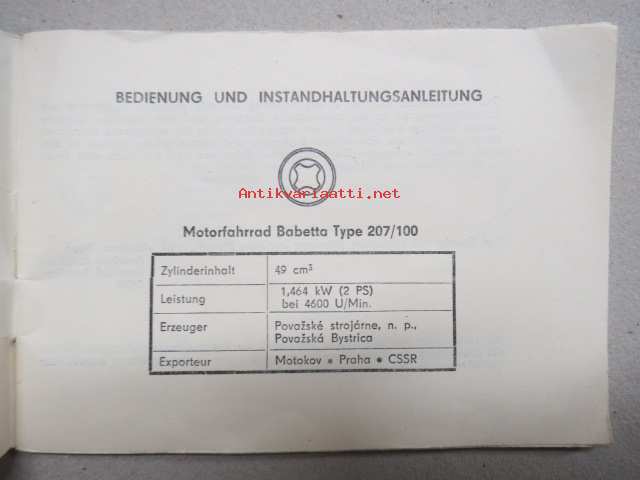 BEDIENUNG UND INSTANDHALTUNGSANLEITUNG
Antikvariaatti.net
Motorfahrrad Babetta Type 207/100
Zylinderinhalt 49 cm³
Leistung 1,464 kW (2 PS)
bei 4600 U/Min.
Erzeuger Považské strojárne, n. p.,
Považská Bystrica
Exporteur Motokov • Praha • CSSR